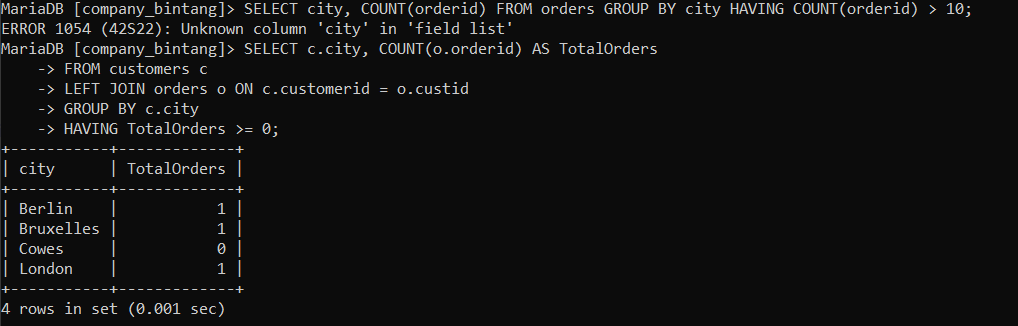 MariaDB [company_bintang]> SELECT city, COUNT(orderid) FROM orders GROUP BY city HAVING COUNT(orderid) > 10;
ERROR 1054 (42S22): Unknown column 'city' in 'field list'
MariaDB [company_bintang]> SELECT c.city, COUNT(o.orderid) AS TotalOrders
    -> FROM customers c
    -> LEFT JOIN orders o ON c.customerid = o.custid
    -> GROUP BY c.city
    -> HAVING TotalOrders >= 0;
+-----------+-------------+
| city      | TotalOrders |
+-----------+-------------+
| Berlin    |           1 |
| Bruxelles |           1 |
| Cowes     |           0 |
| London    |           1 |
+-----------+-------------+
4 rows in set (0.001 sec)